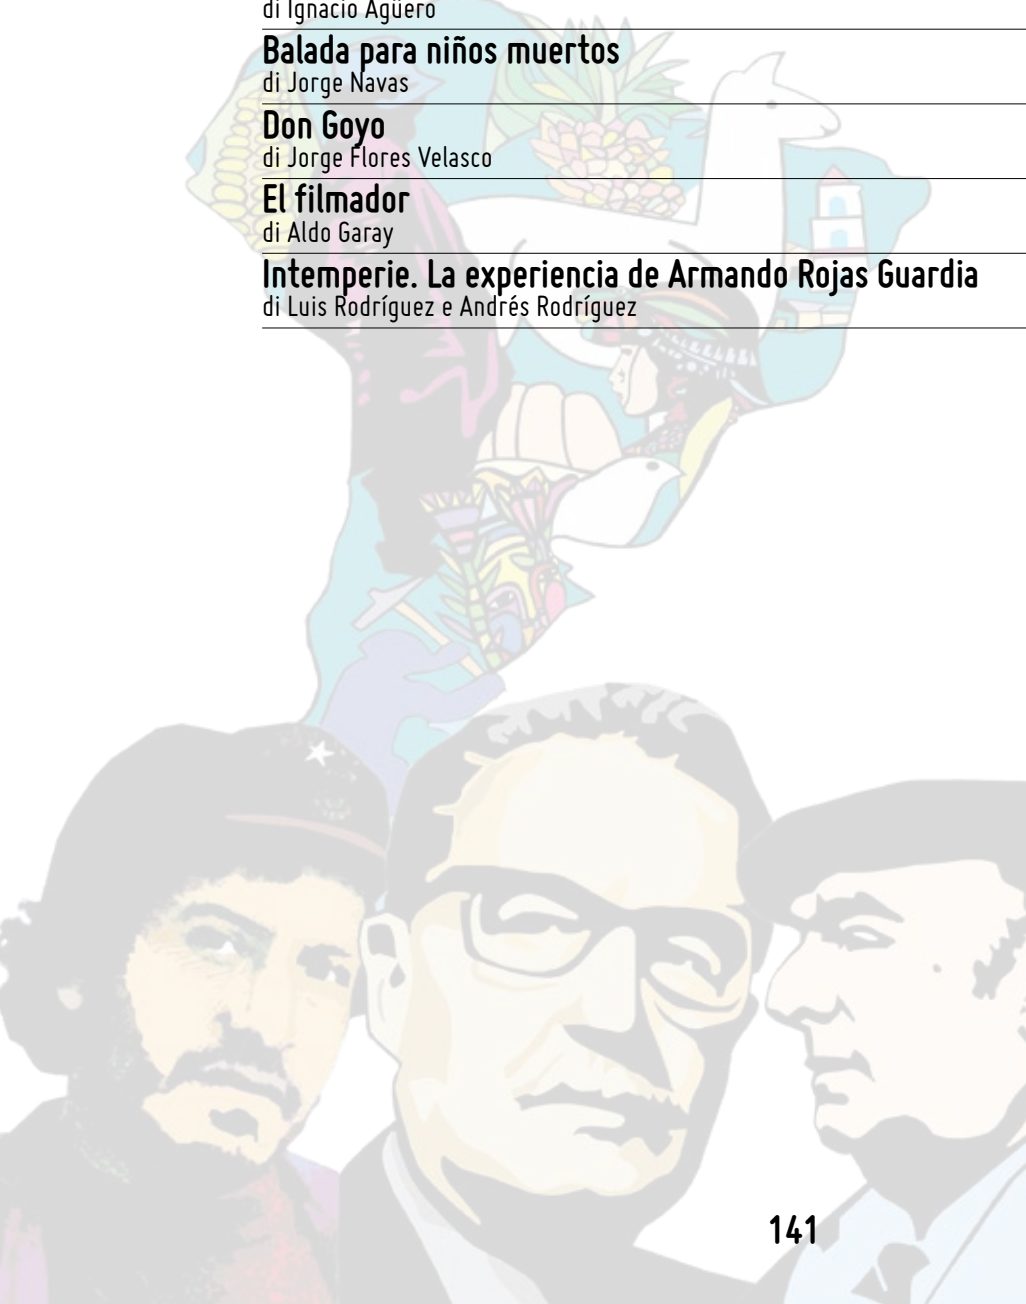 di Ignacio Agüero
Balada para niños muertos
di Jorge Navas
Don Goyo
di Jorge Flores Velasco
El filmador
di Aldo Garay
Intemperie. La experiencia de Armando Rojas Guardia
di Luis Rodríguez e Andrés Rodríguez
141